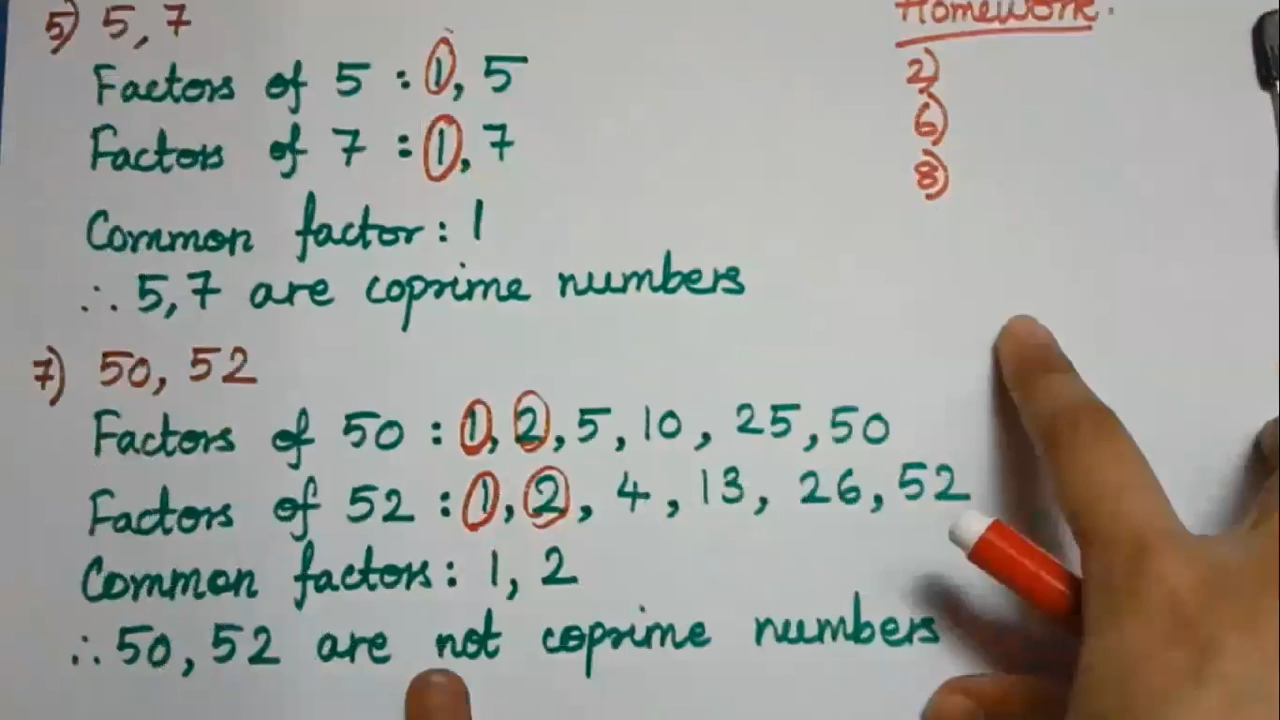 5) 5, 7
Factors of 5 : 1, 5
Factors of 7 : 1, 7
Common factor : 1
∴ 5, 7 are coprime numbers
7) 50, 52
Factors of 50 : 1, 2, 5, 10, 25, 50
Factors of 52 : 1, 2, 4, 13, 26, 52
Common factors : 1, 2
∴ 50, 52 are not coprime numbers
Homework.
2)
6)
8)